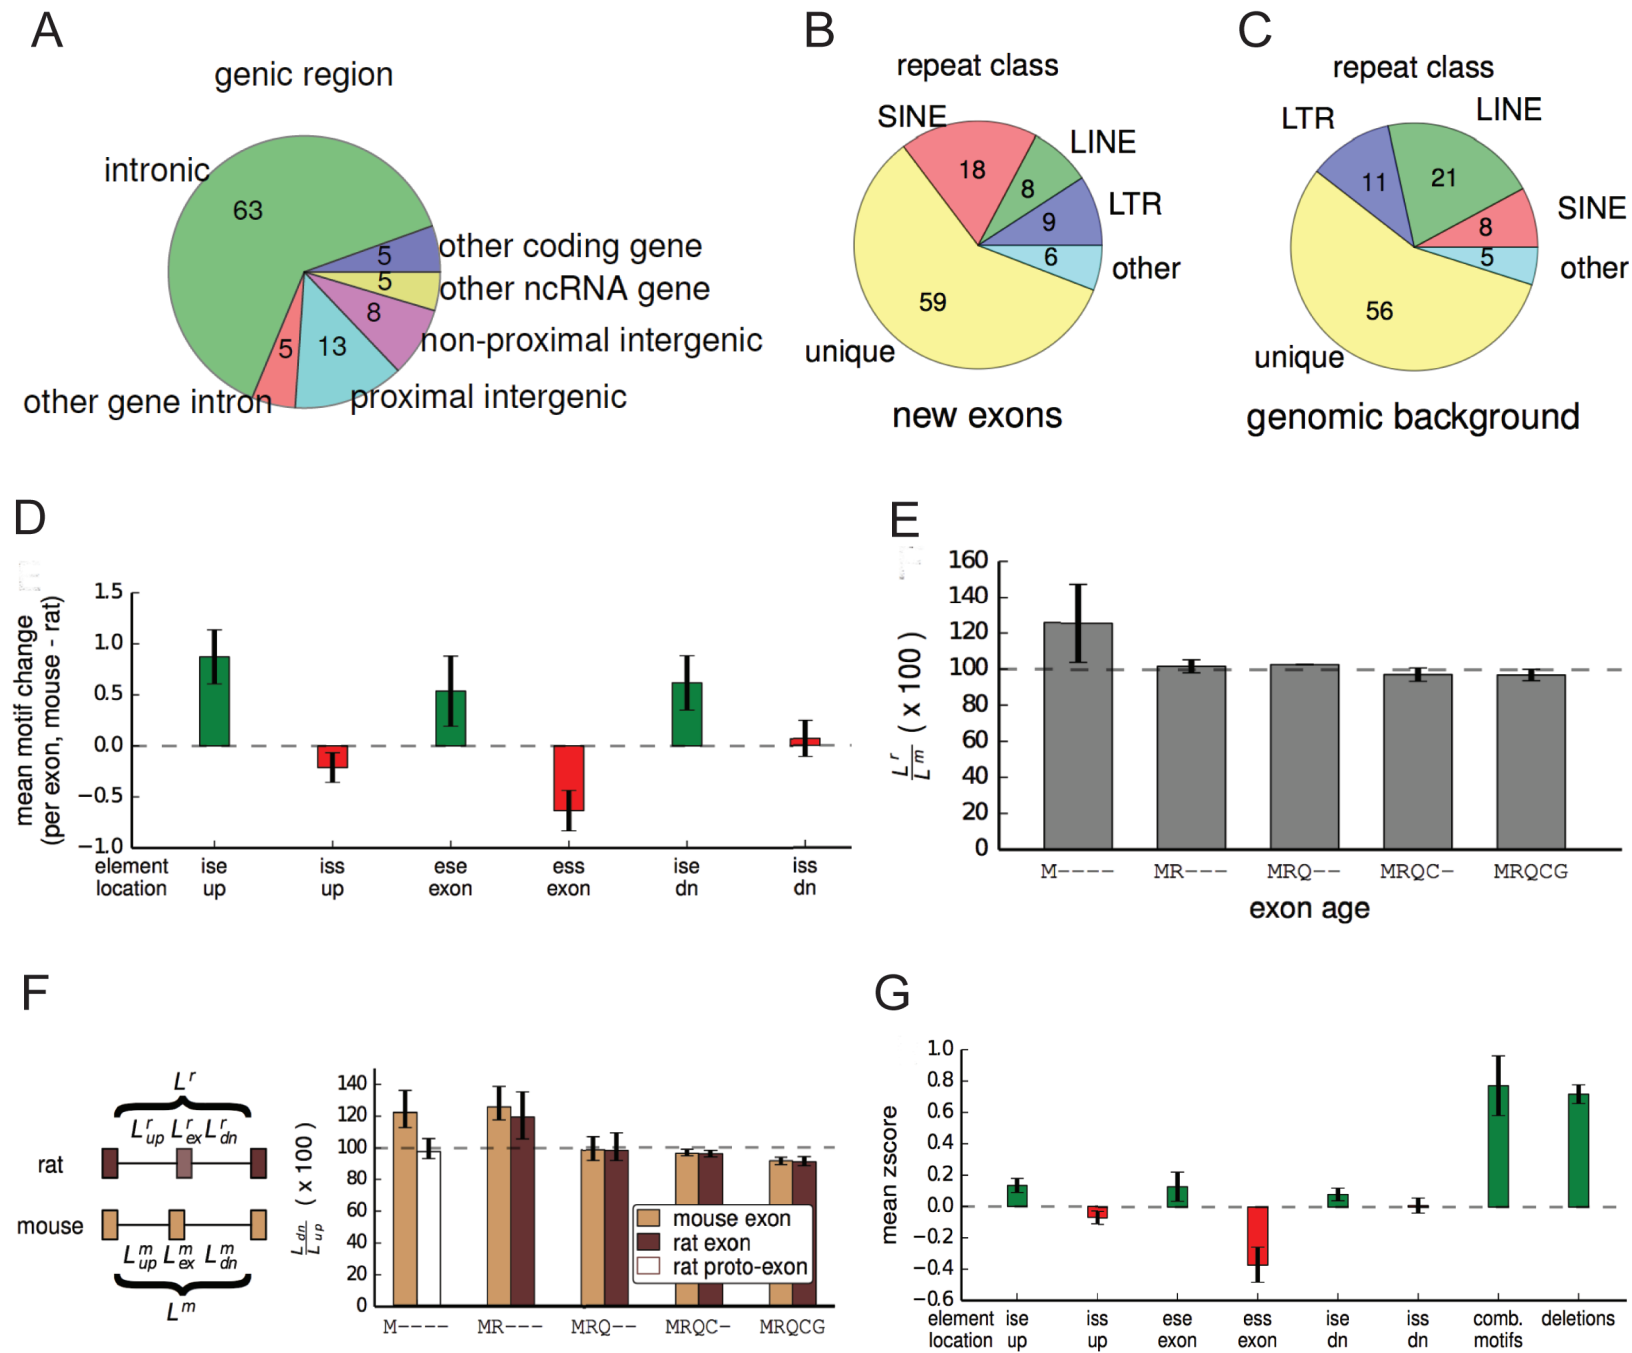 A
genic region
intronic
63
5
other coding gene
5
other ncRNA gene
8
non-proximal intergenic
13
proximal intergenic
5
other gene intron
B
repeat class
SINE
18
LINE
8
LTR
9
6
other
59
unique
new exons
C
repeat class
LTR
11
LINE
21
SINE
8
5
other
56
unique
genomic background
D
mean motif change
(per exon, mouse - rat)
1.5
1.0
0.5
0.0
−0.5
−1.0
element ise iss ese ess ise iss
location up up exon exon dn dn
E
L^r / L^m ( x 100 )
160
140
120
100
80
60
40
20
0
M---- MR--- MRQ-- MRQC- MRQCG
exon age
F
L^r
L^r_up L^r_ex L^r_dn
rat
mouse
L^m_up L^m_ex L^m_dn
L^m
L_dn / L_up ( x 100 )
140
120
100
80
60
40
20
0
mouse exon
rat exon
rat proto-exon
M---- MR--- MRQ-- MRQC- MRQCG
G
mean zscore
1.0
0.8
0.6
0.4
0.2
0.0
−0.2
−0.4
−0.6
element ise iss ese ess ise iss comb. deletions
location up up exon exon dn dn motifs